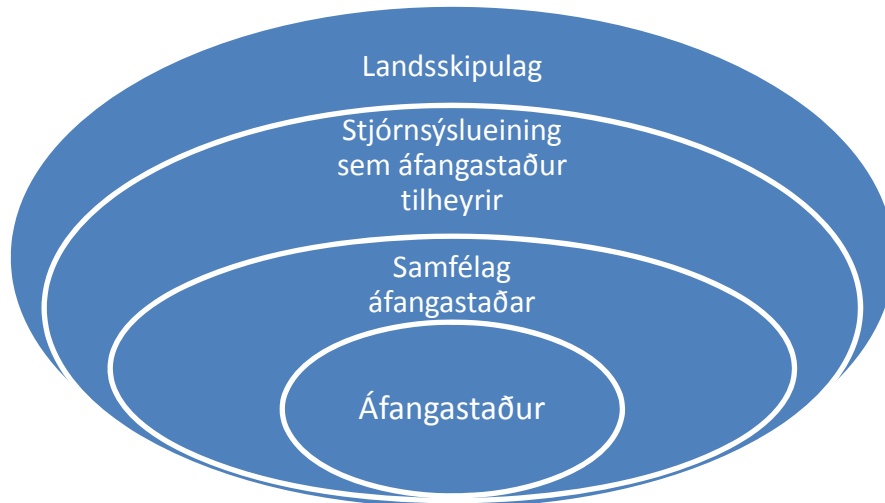 Landsskipulag
Stjórnsýslueining
sem áfangastaður
tilheyrir
Samfélag
áfangastaðar
Áfangastaður